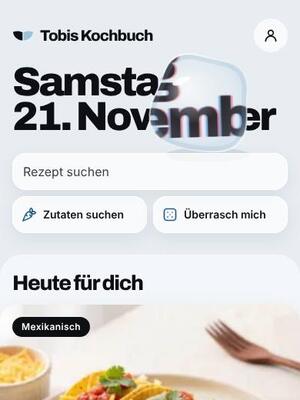 Tobis Kochbuch
Samstag
21. November
Rezept suchen
Zutaten suchen
Überrasch mich
Heute für dich
Mexikanisch